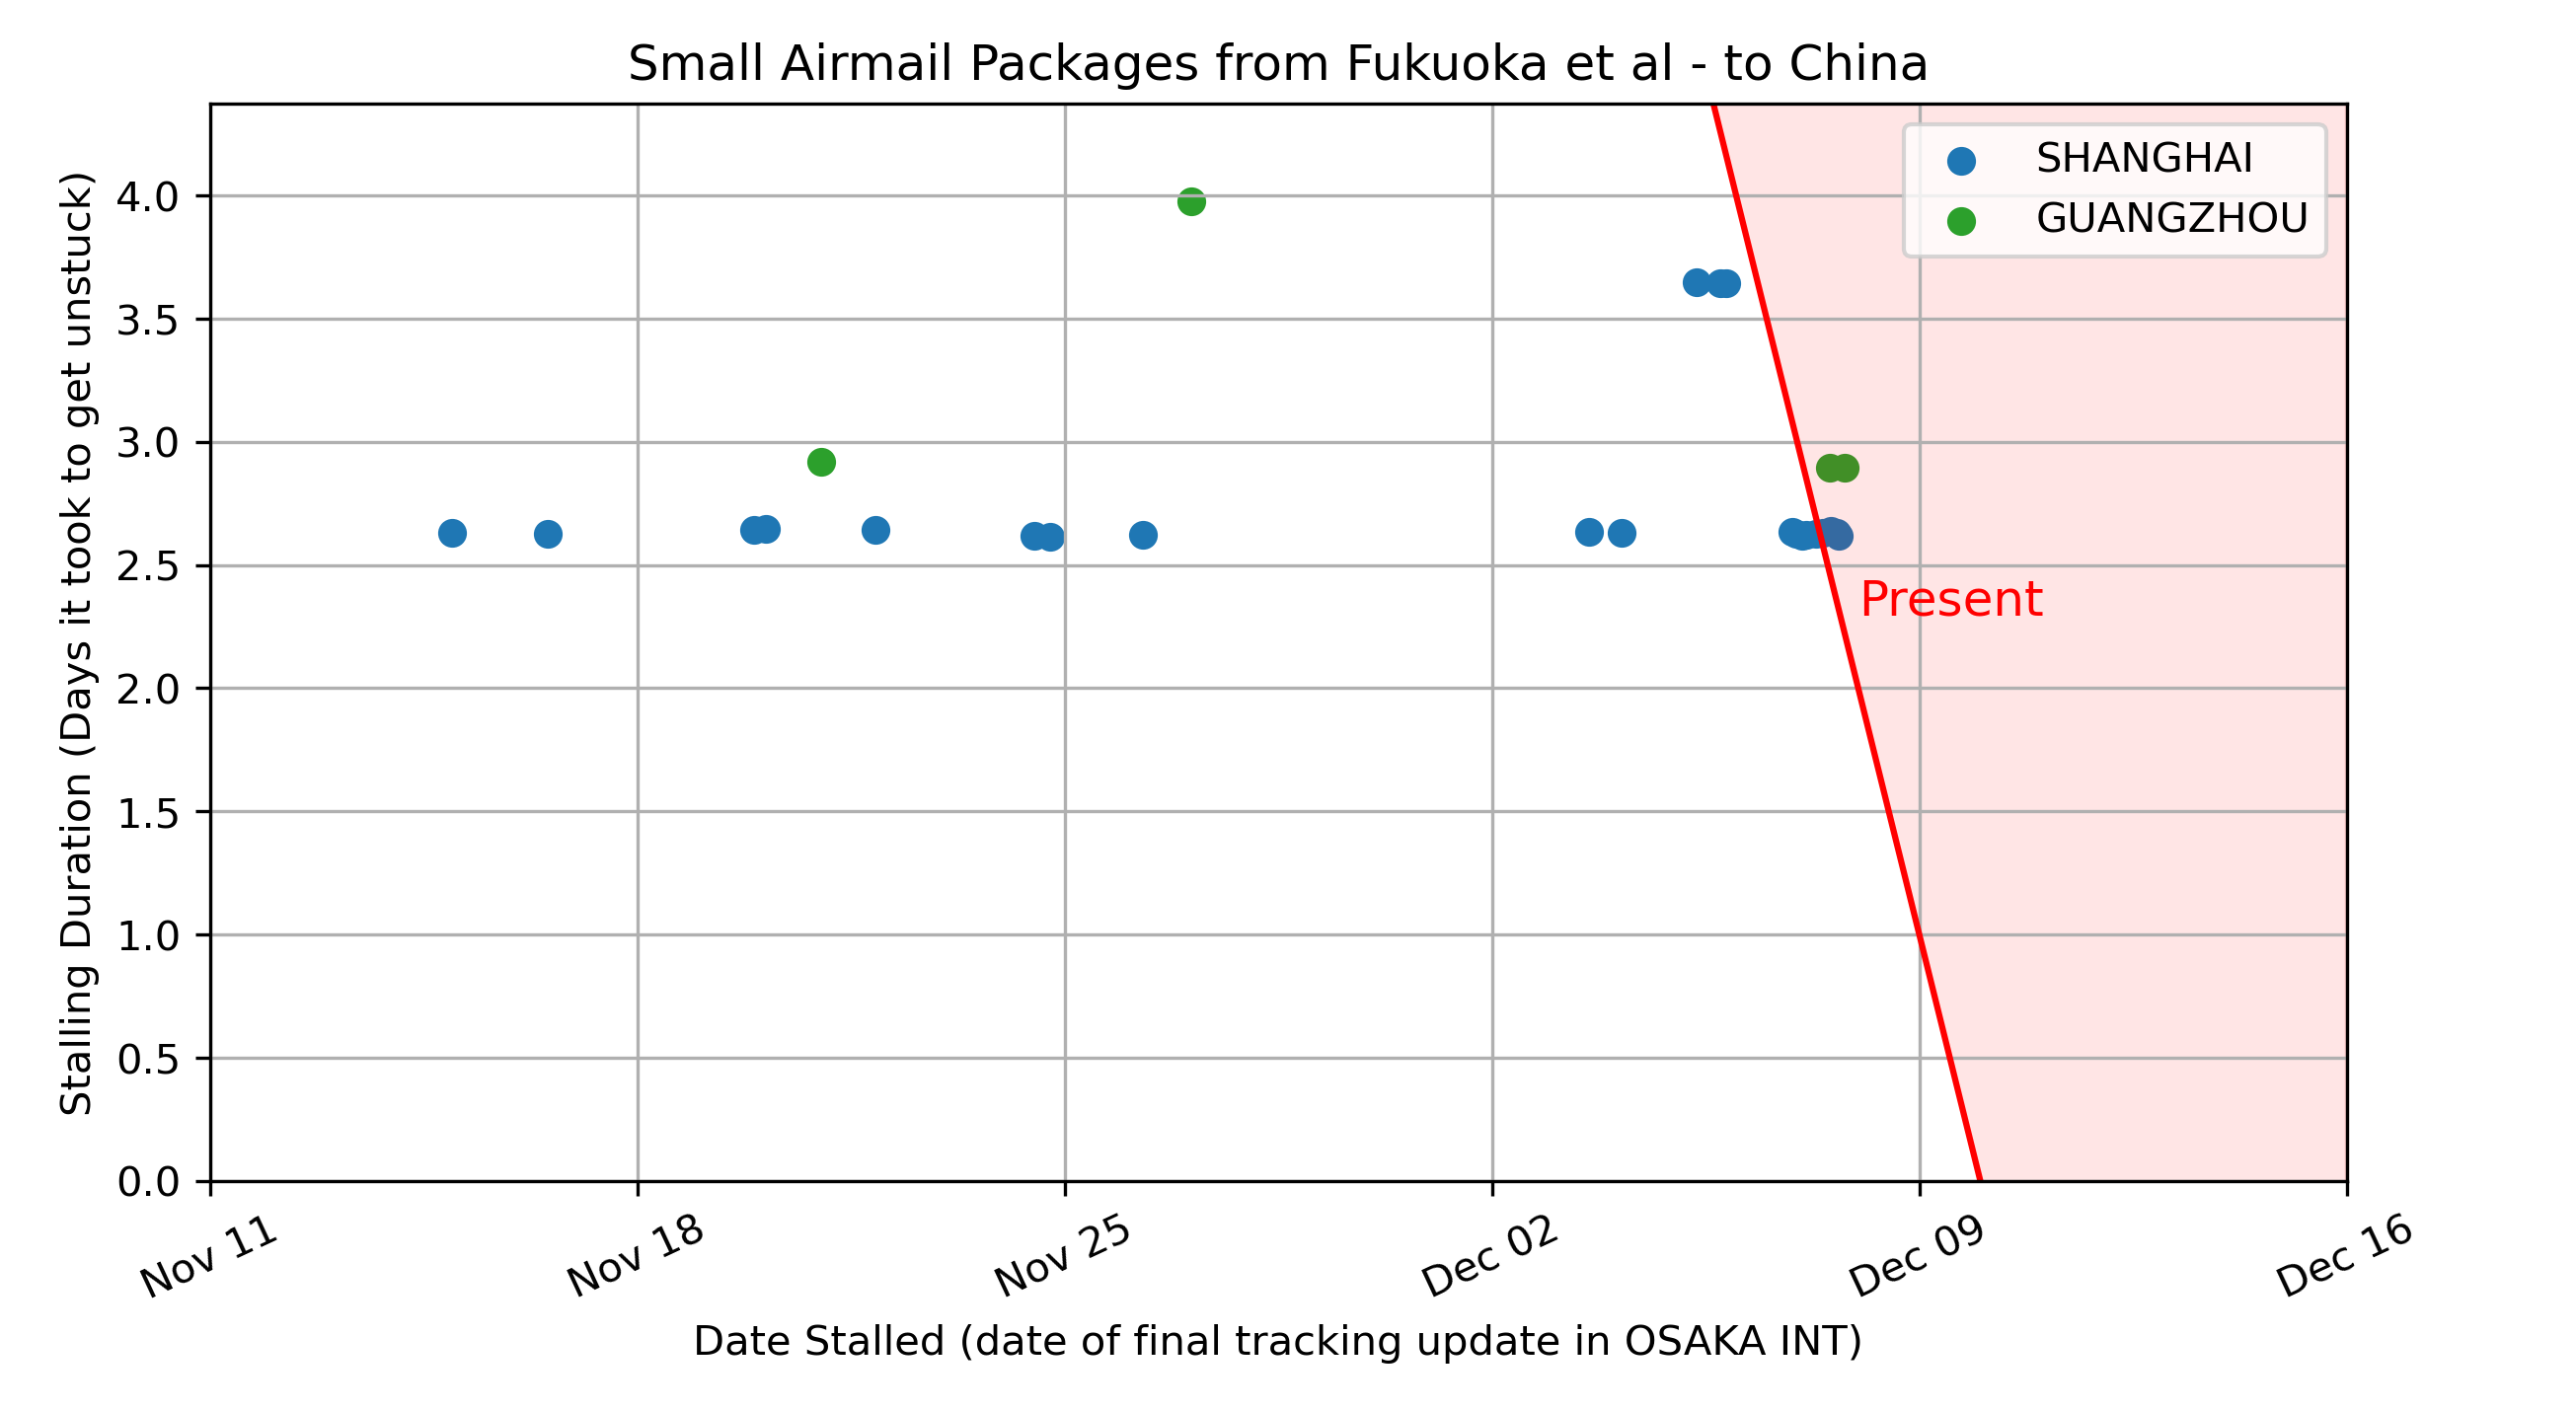 Small Airmail Packages from Fukuoka et al - to China
Stalling Duration (Days it took to get unstuck)
4.0
3.5
3.0
2.5
2.0
1.5
1.0
0.5
0.0
SHANGHAI
GUANGZHOU
Present
Nov 11
Nov 18
Nov 25
Dec 02
Dec 09
Dec 16
Date Stalled (date of final tracking update in OSAKA INT)